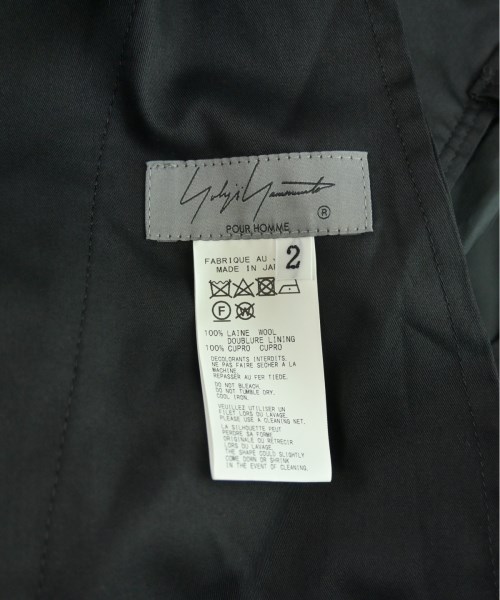 Yohji Yamamoto
®
POUR HOMME
2
FABRIQUE AU
MADE IN
F W
100% LAINE WOOL
DOUBLURE LINING
100% CUPRO CUPRO
DECOLORANTS INTERDITS.
NE PAS FAIRE SECHER A LA
MACHINE.
REPASSER AU FER TIEDE.
DO NOT BLEACH.
DO NOT TUMBLE DRY.
COOL IRON.
VEUILLEZ UTILISER UN
FILET LORS DU LAVAGE.
PLEASE USE A CLEANING NET.
LA SILHOUETTE PEUT
PERDRE SA FORME
ORIGINALE OU RETRECIR
LORS DU LAVAGE.
THE SHAPE COULD SLIGHTLY
COME DOWN OR SHRINK
IN THE EVENT OF CLEANING.